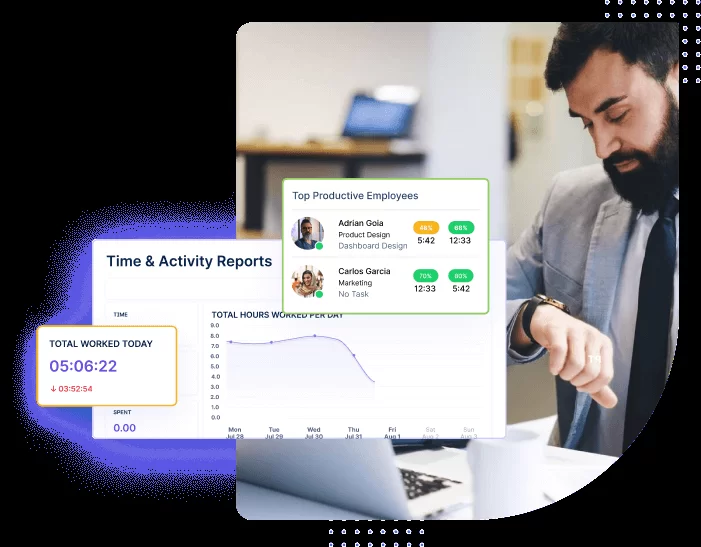 Top Productive Employees
Adrian Goia
Product Design
Dashboard Design
46%
5:42
68%
12:33
Carlos Garcia
Marketing
No Task
70%
12:33
90%
5:42
Time & Activity Reports
TIME
TOTAL WORKED TODAY
05:06:22
↓ 03:52:54
SPENT
0.00
TOTAL HOURS WORKED PER DAY
9.0
8.0
7.0
6.0
5.0
4.0
3.0
2.0
1.0
0.0
Mon Tue Wed Thu Fri Sat Sun
Jul 28 Jul 29 Jul 30 Jul 31 Aug 1 Aug 2 Aug 3